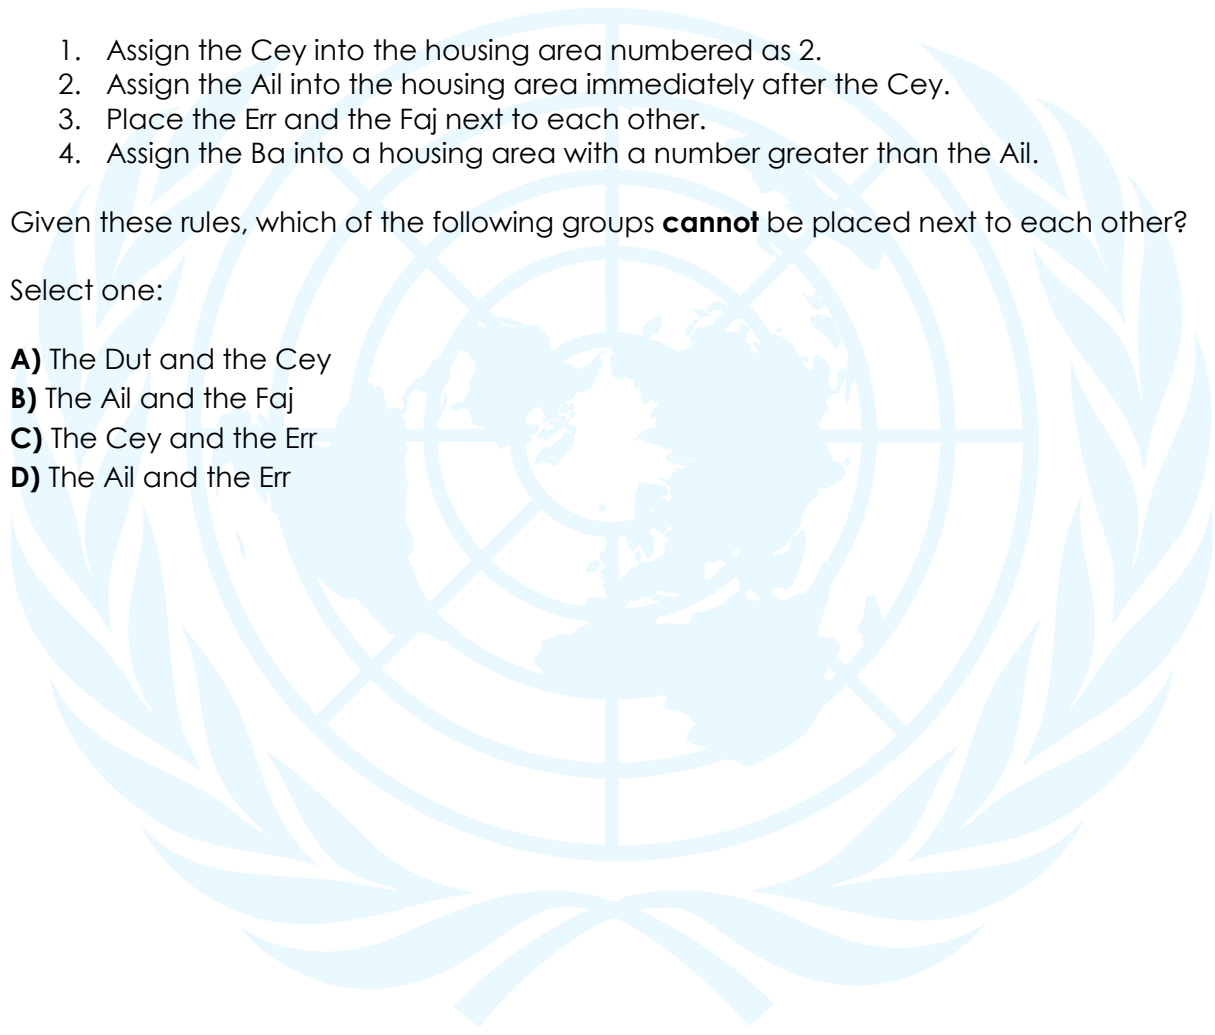 1. Assign the Cey into the housing area numbered as 2.
2. Assign the Ail into the housing area immediately after the Cey.
3. Place the Err and the Faj next to each other.
4. Assign the Ba into a housing area with a number greater than the Ail.
Given these rules, which of the following groups cannot be placed next to each other?
Select one:
A) The Dut and the Cey
B) The Ail and the Faj
C) The Cey and the Err
D) The Ail and the Err